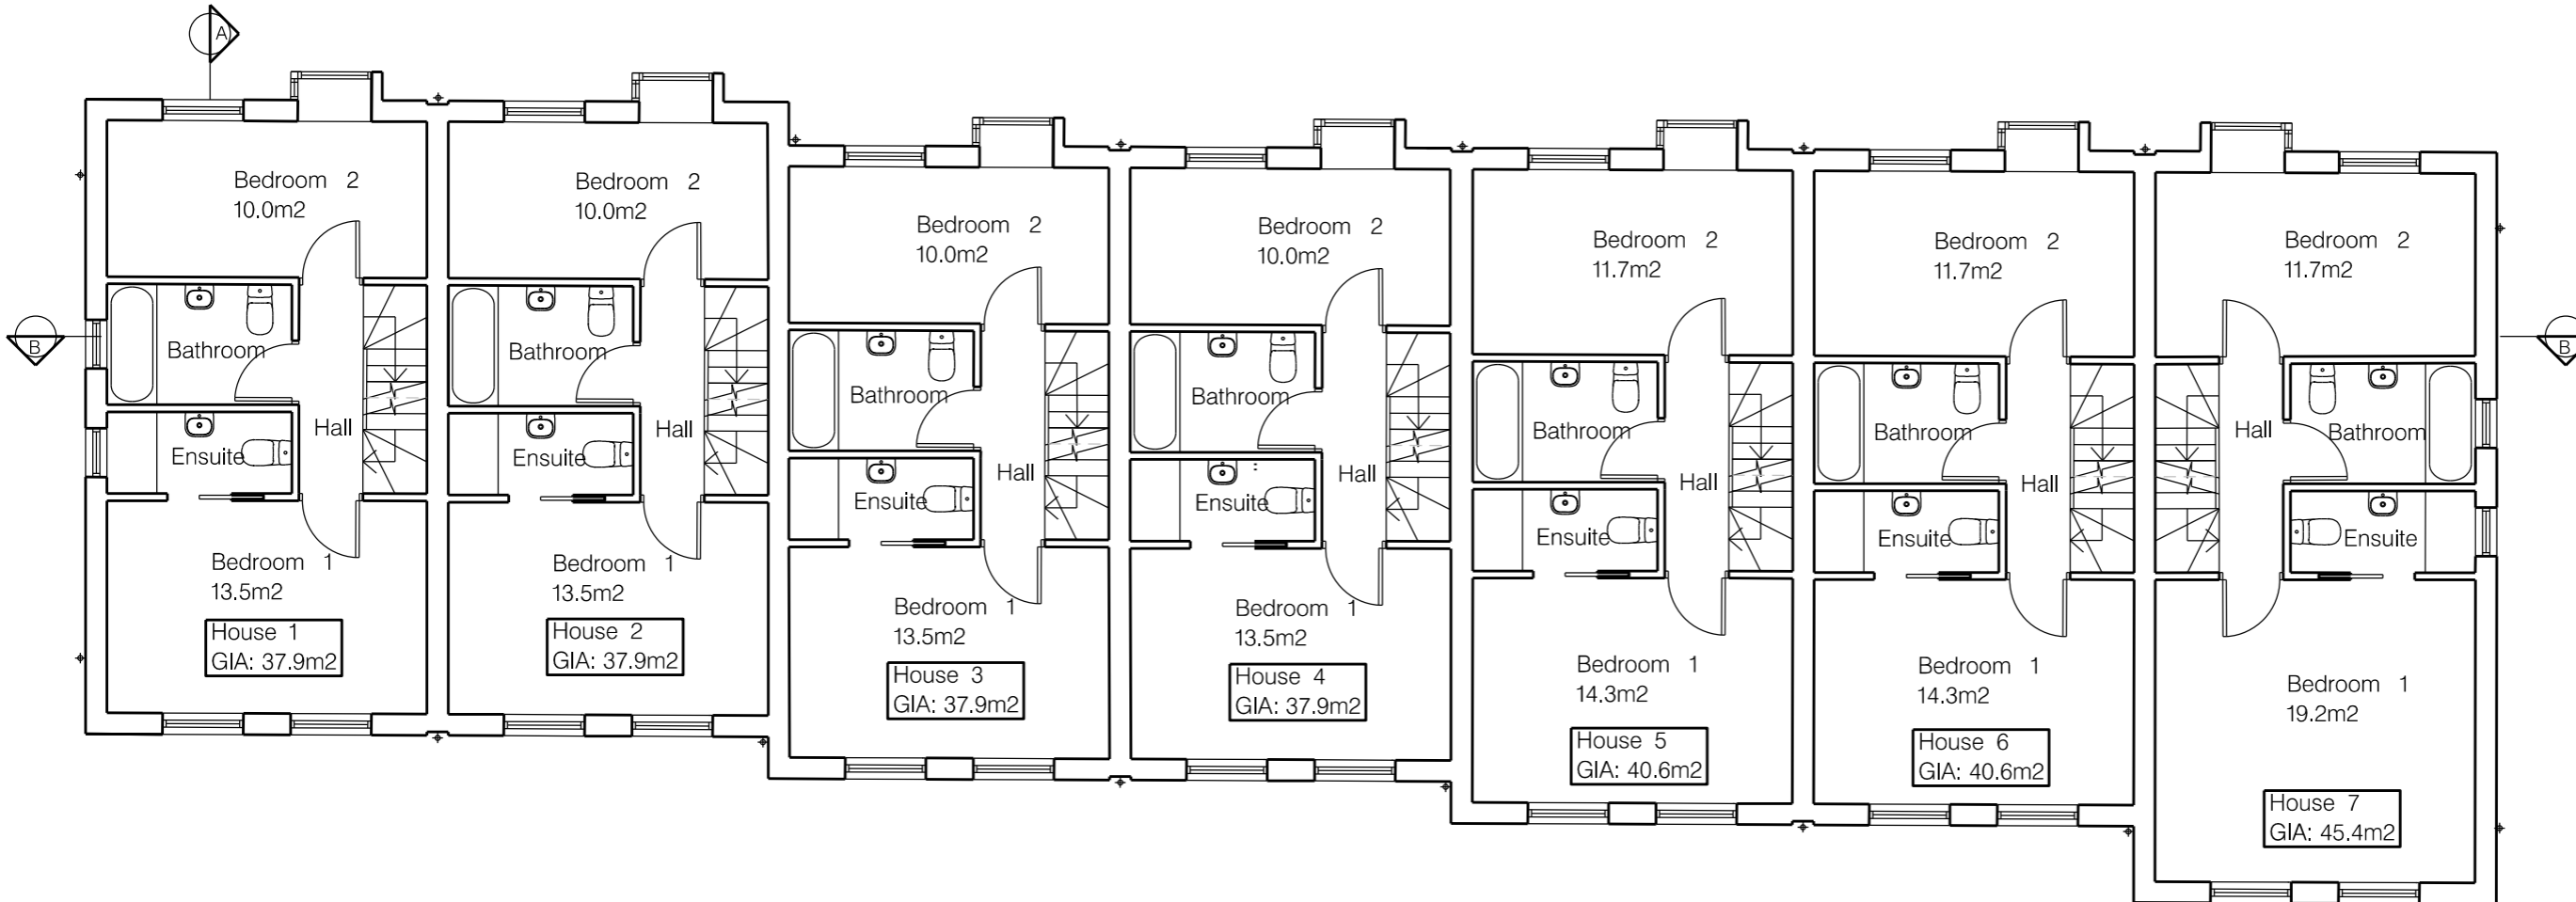 A
Bedroom 2
10.0m2
Bathroom
Ensuite
Hall
Bedroom 1
13.5m2
House 1
GIA: 37.9m2
Bedroom 2
10.0m2
Bathroom
Ensuite
Hall
Bedroom 1
13.5m2
House 2
GIA: 37.9m2
Bedroom 2
10.0m2
Bathroom
Ensuite
Hall
Bedroom 1
13.5m2
House 3
GIA: 37.9m2
Bedroom 2
10.0m2
Bathroom
Ensuite
Hall
Bedroom 1
13.5m2
House 4
GIA: 37.9m2
Bedroom 2
11.7m2
Bathroom
Ensuite
Hall
Bedroom 1
14.3m2
House 5
GIA: 40.6m2
Bedroom 2
11.7m2
Bathroom
Ensuite
Hall
Bedroom 1
14.3m2
House 6
GIA: 40.6m2
Bedroom 2
11.7m2
Hall
Bathroom
Ensuite
Bedroom 1
19.2m2
House 7
GIA: 45.4m2
B
B